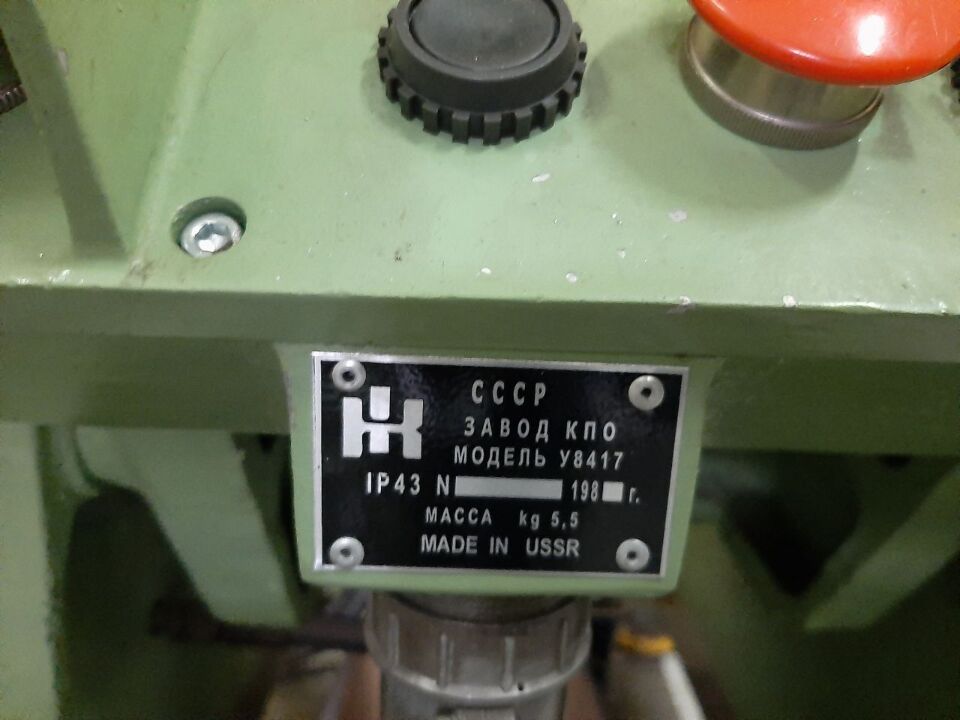 СССР
ЗАВОД КПО
МОДЕЛЬ У8417
IP43 N 198 г.
МАССА kg 5,5
MADE IN USSR